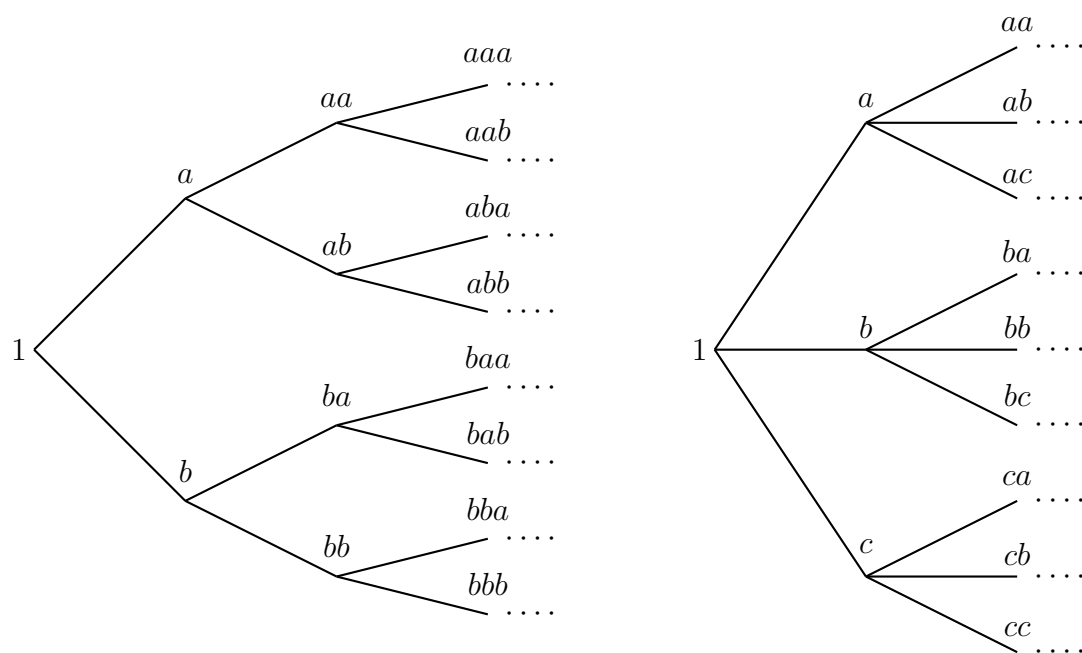 1
a
b
aa
ab
ba
bb
aaa ....
aab ....
aba ....
abb ....
baa ....
bab ....
bba ....
bbb ....
1
a
b
c
aa ....
ab ....
ac ....
ba ....
bb ....
bc ....
ca ....
cb ....
cc ....